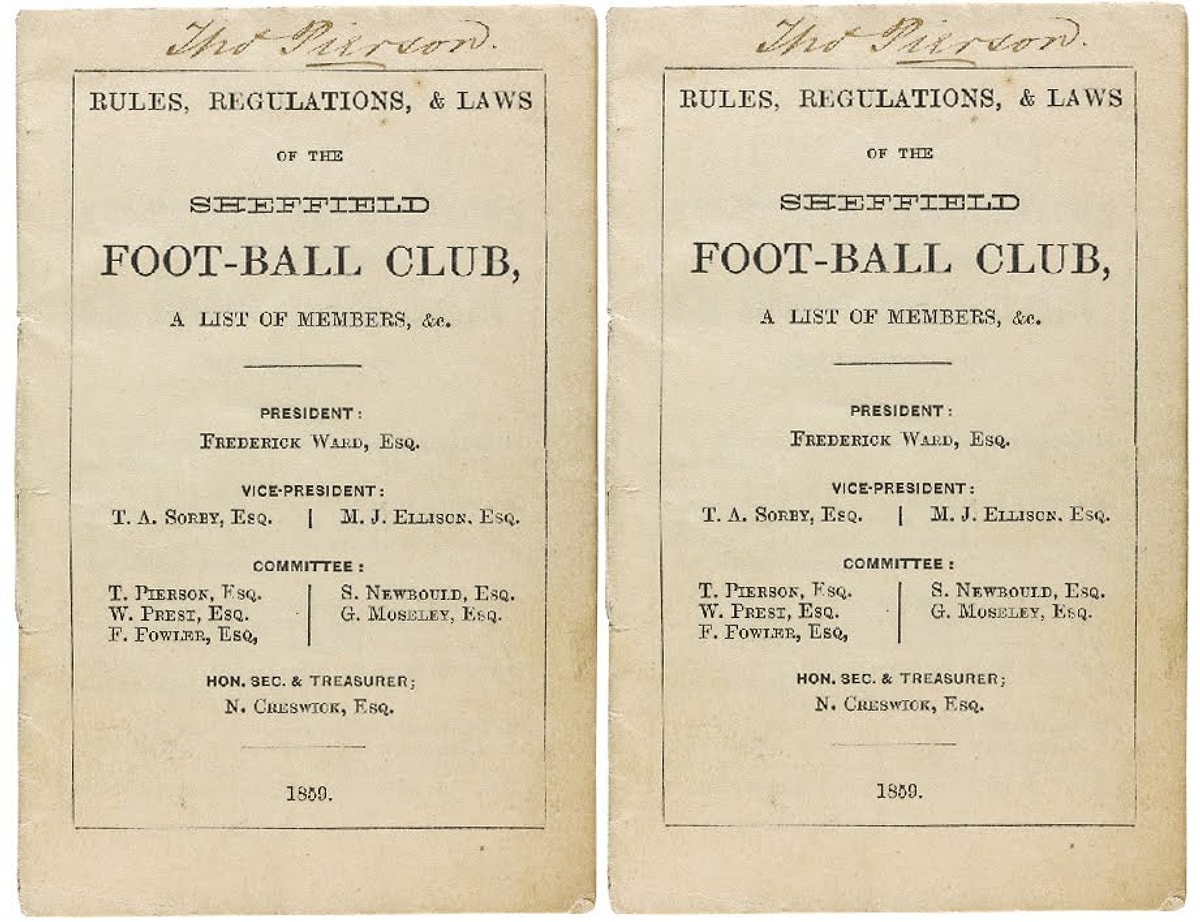 Tho Pierson.
RULES, REGULATIONS, & LAWS
OF THE
SHEFFIELD
FOOT-BALL CLUB,
A LIST OF MEMBERS, &c.
PRESIDENT:
FREDERICK WARD, ESQ.
VICE-PRESIDENT:
T. A. SORBY, ESQ. | M. J. ELLISON. ESQ.
COMMITTEE:
T. PIERSON, ESQ. S. NEWBOULD, ESQ.
W. PREST, ESQ. G. MOSELEY, ESQ.
F. FOWLER, ESQ,
HON. SEC. & TREASURER;
N. CRESWICK, ESQ.
1859.
Tho Pierson.
RULES, REGULATIONS, & LAWS
OF THE
SHEFFIELD
FOOT-BALL CLUB,
A LIST OF MEMBERS, &c.
PRESIDENT:
FREDERICK WARD, ESQ.
VICE-PRESIDENT:
T. A. SORBY, ESQ. | M. J. ELLISON. ESQ.
COMMITTEE:
T. PIERSON, ESQ. S. NEWBOULD, ESQ.
W. PREST, ESQ. G. MOSELEY, ESQ.
F. FOWLER, ESQ,
HON. SEC. & TREASURER;
N. CRESWICK, ESQ.
1859.